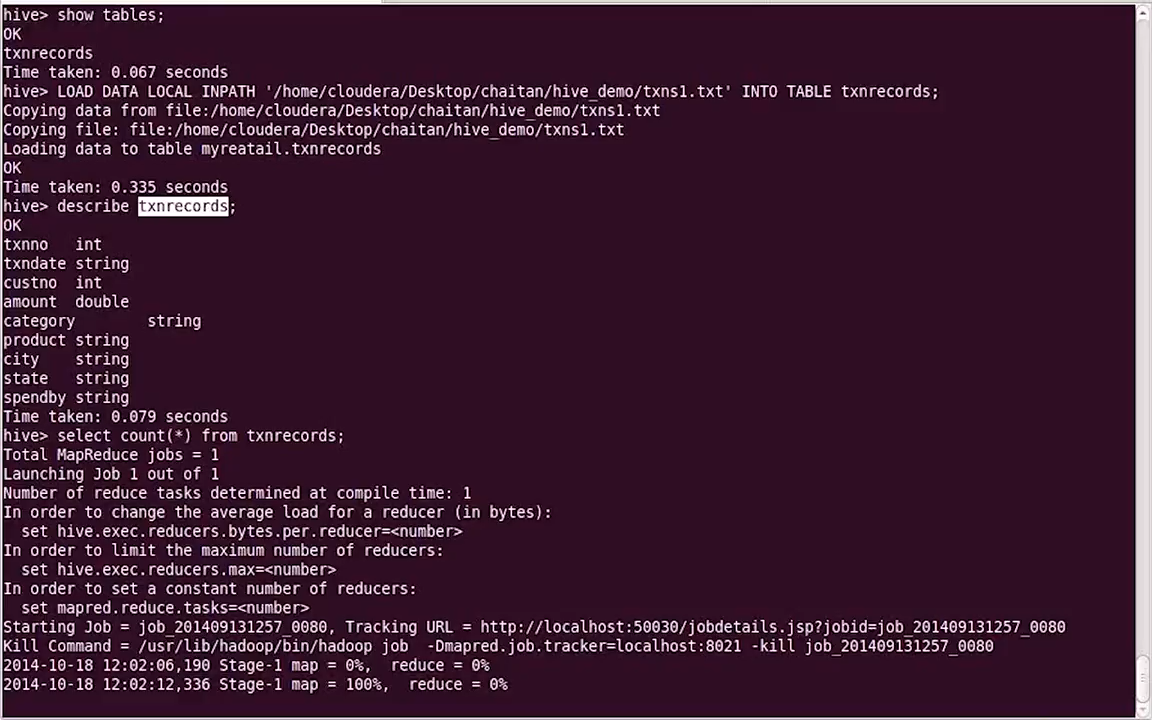 hive> show tables;
OK
txnrecords
Time taken: 0.067 seconds
hive> LOAD DATA LOCAL INPATH '/home/cloudera/Desktop/chaitan/hive_demo/txns1.txt' INTO TABLE txnrecords;
Copying data from file:/home/cloudera/Desktop/chaitan/hive_demo/txns1.txt
Copying file: file:/home/cloudera/Desktop/chaitan/hive_demo/txns1.txt
Loading data to table myreatail.txnrecords
OK
Time taken: 0.335 seconds
hive> describe txnrecords;
OK
txnno   int
txndate string
custno  int
amount  double
category        string
product string
city    string
state   string
spendby string
Time taken: 0.079 seconds
hive> select count(*) from txnrecords;
Total MapReduce jobs = 1
Launching Job 1 out of 1
Number of reduce tasks determined at compile time: 1
In order to change the average load for a reducer (in bytes):
  set hive.exec.reducers.bytes.per.reducer=<number>
In order to limit the maximum number of reducers:
  set hive.exec.reducers.max=<number>
In order to set a constant number of reducers:
  set mapred.reduce.tasks=<number>
Starting Job = job_201409131257_0080, Tracking URL = http://localhost:50030/jobdetails.jsp?jobid=job_201409131257_0080
Kill Command = /usr/lib/hadoop/bin/hadoop job  -Dmapred.job.tracker=localhost:8021 -kill job_201409131257_0080
2014-10-18 12:02:06,190 Stage-1 map = 0%,  reduce = 0%
2014-10-18 12:02:12,336 Stage-1 map = 100%,  reduce = 0%